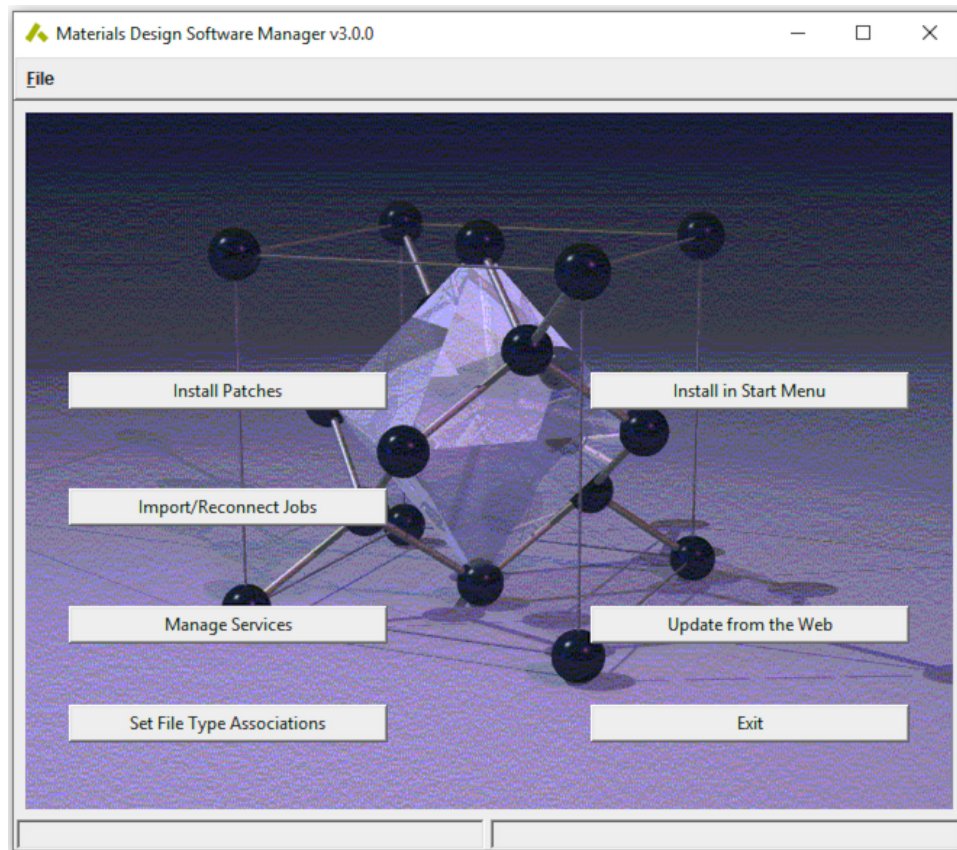 Materials Design Software Manager v3.0.0
File
Install Patches
Install in Start Menu
Import/Reconnect Jobs
Manage Services
Update from the Web
Set File Type Associations
Exit